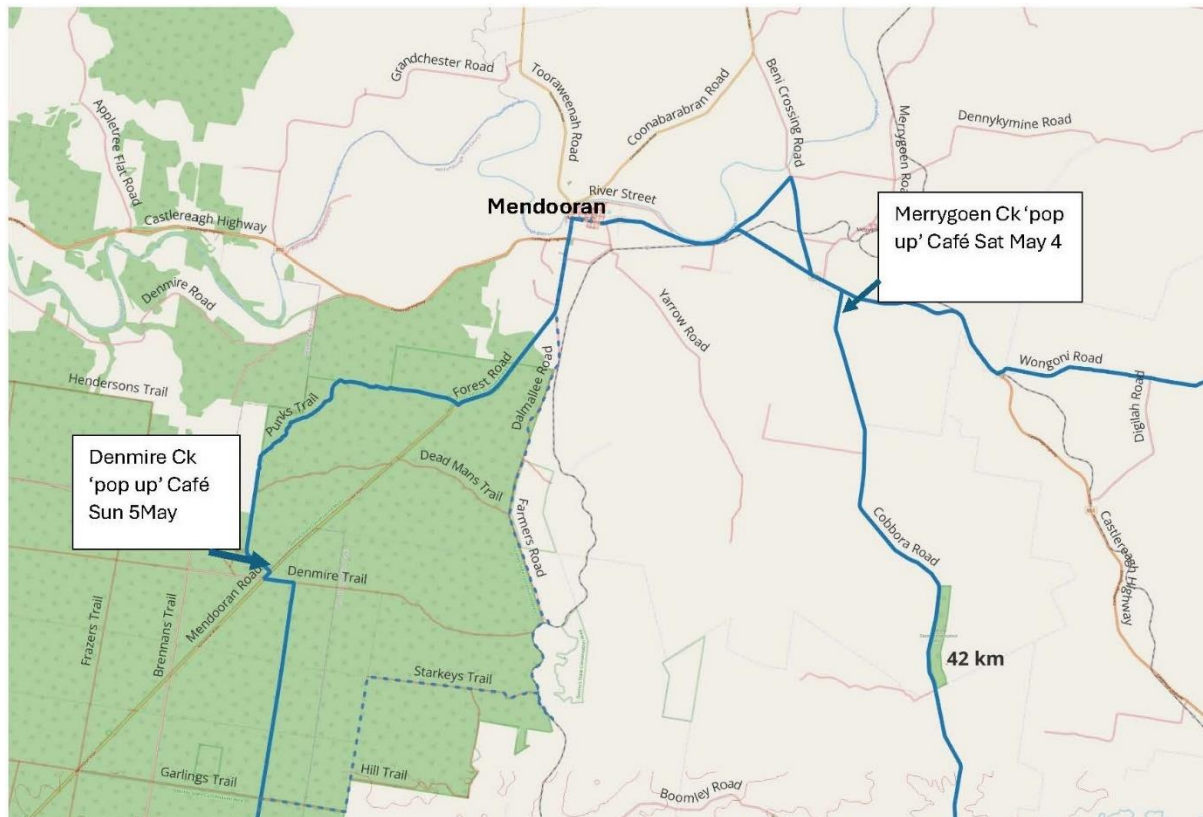 Grandchester Road
Tooraweenah Road
Coonabarabran Road
Beni Crossing Road
Merrygoen Road
Dennykymine Road
Appletree Flat Road
Castlereagh Highway
River Street
Mendooran
Merrygoen Ck ‘pop
up’ Café Sat May 4
Denmire Road
Yarrow Road
Wongoni Road
Digilah Road
Hendersons Trail
Punks Trail
Forest Road
Dalmallee Road
Dead Mans Trail
Farmers Road
Denmire Ck
‘pop up’ Café
Sun 5May
Cobbora Road
Castlereagh Highway
Denmire Trail
Mendooran Road
Frazers Trail
Brennans Trail
Starkeys Trail
42 km
Garlings Trail
Hill Trail
Boomley Road